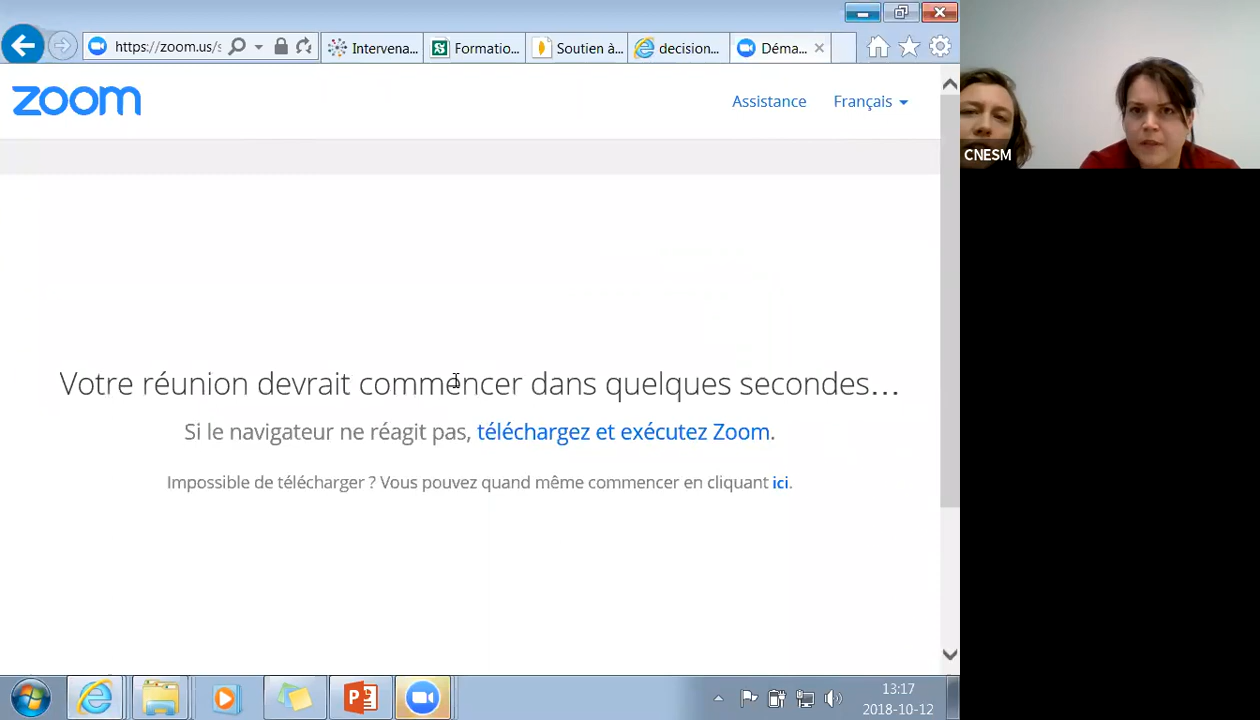 https://zoom.us/s
Intervena...
Formatio...
Soutien à...
decision...
Déma...
zoom
Assistance
Français
CNESM
Votre réunion devrait commencer dans quelques secondes...
Si le navigateur ne réagit pas, téléchargez et exécutez Zoom.
Impossible de télécharger ? Vous pouvez quand même commencer en cliquant ici.
13:17
2018-10-12